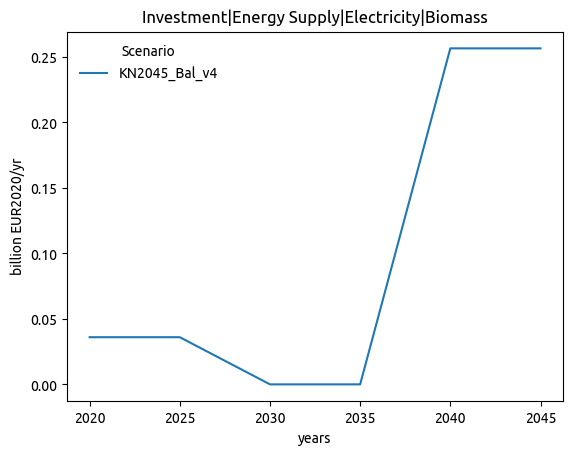 Investment|Energy Supply|Electricity|Biomass
Scenario
KN2045_Bal_v4
billion EUR2020/yr
0.25
0.20
0.15
0.10
0.05
0.00
2020 2025 2030 2035 2040 2045
years